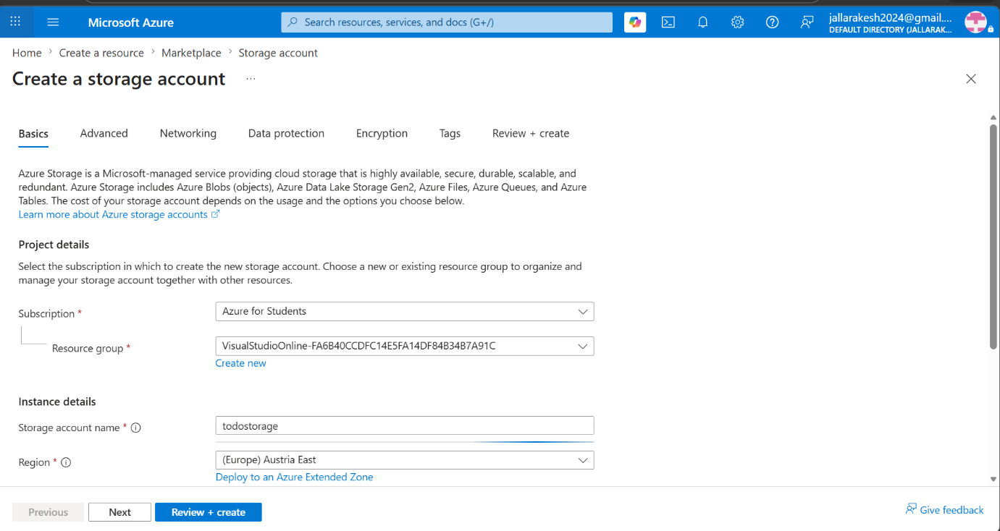 Microsoft Azure
Search resources, services, and docs (G+/)
jallarakesh2024@gmail....
DEFAULT DIRECTORY (JALLARAK...
Home > Create a resource > Marketplace > Storage account
Create a storage account ...
Basics Advanced Networking Data protection Encryption Tags Review + create
Azure Storage is a Microsoft-managed service providing cloud storage that is highly available, secure, durable, scalable, and
redundant. Azure Storage includes Azure Blobs (objects), Azure Data Lake Storage Gen2, Azure Files, Azure Queues, and Azure
Tables. The cost of your storage account depends on the usage and the options you choose below.
Learn more about Azure storage accounts
Project details
Select the subscription in which to create the new storage account. Choose a new or existing resource group to organize and
manage your storage account together with other resources.
Subscription * Azure for Students
Resource group * VisualStudioOnline-FA6B40CCDFC14E5FA14DF84B34B7A91C
Create new
Instance details
Storage account name * todostorage
Region * (Europe) Austria East
Deploy to an Azure Extended Zone
Previous Next Review + create Give feedback